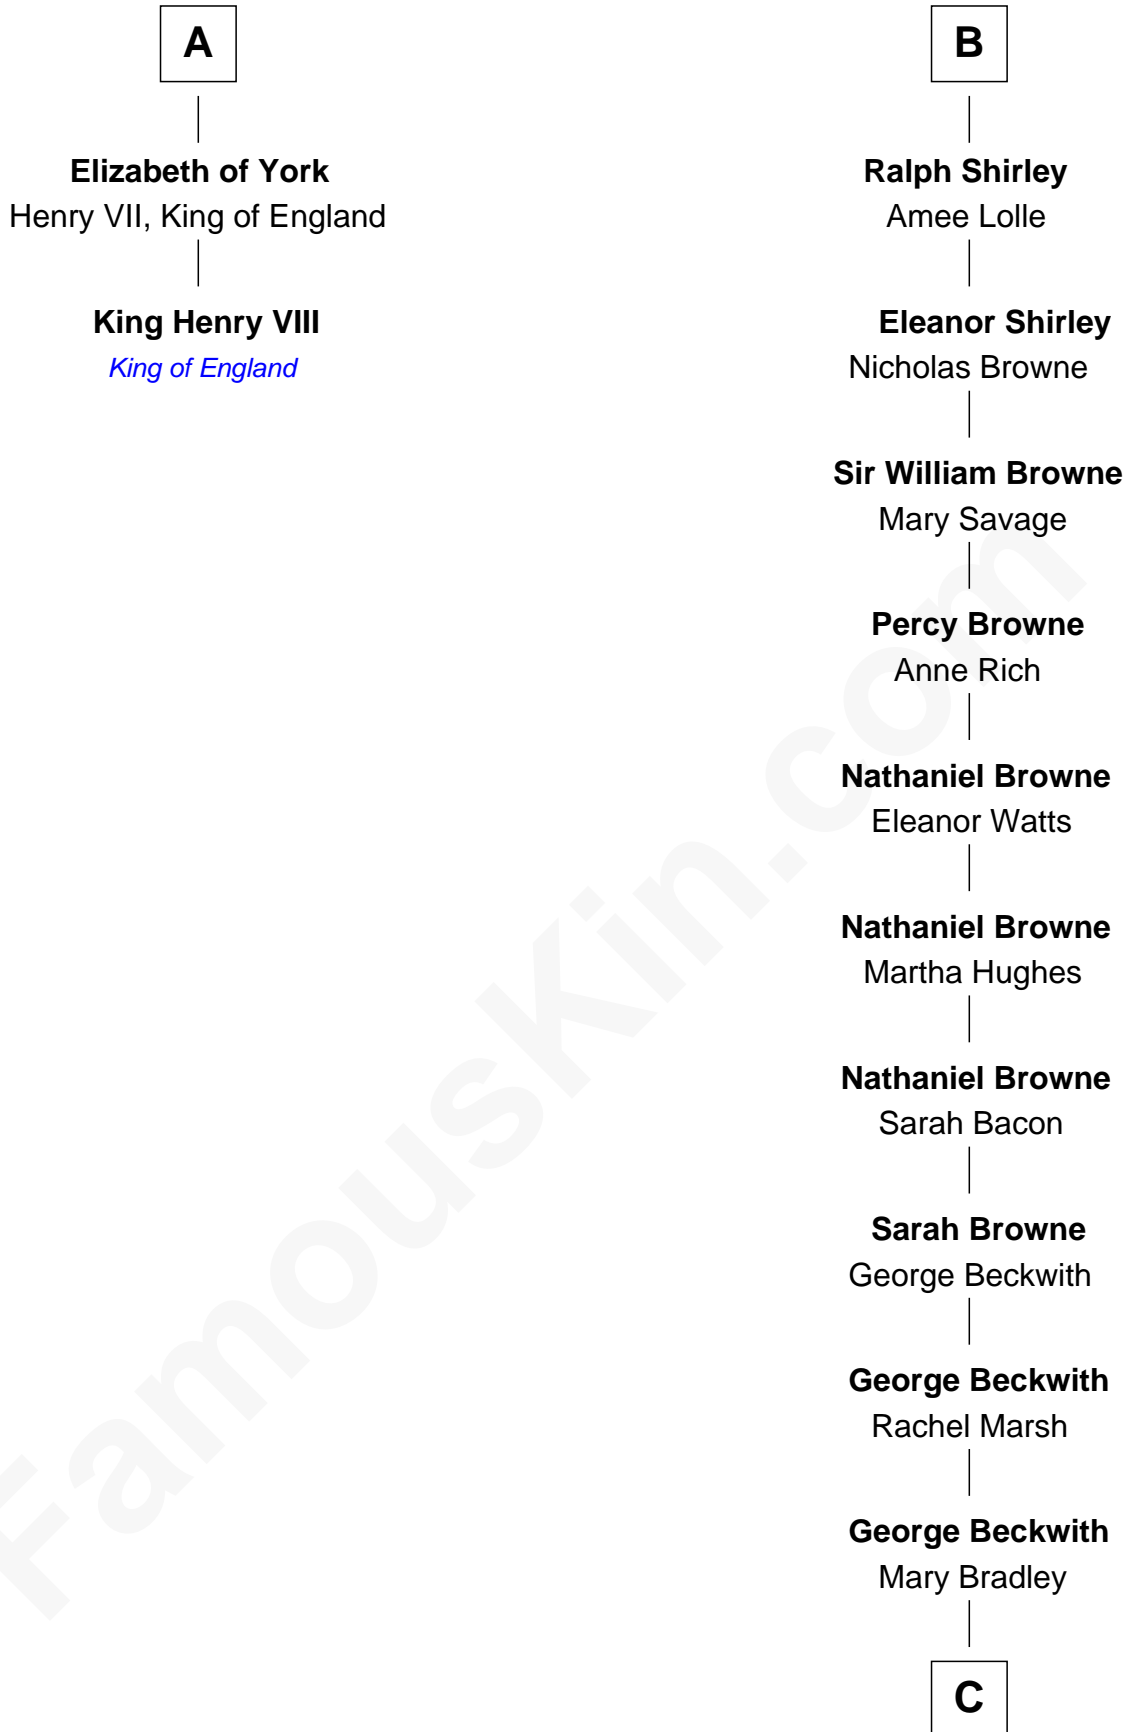 A
Elizabeth of York
Henry VII, King of England
King Henry VIII
King of England
B
Ralph Shirley
Amee Lolle
Eleanor Shirley
Nicholas Browne
Sir William Browne
Mary Savage
Percy Browne
Anne Rich
Nathaniel Browne
Eleanor Watts
Nathaniel Browne
Martha Hughes
Nathaniel Browne
Sarah Bacon
Sarah Browne
George Beckwith
George Beckwith
Rachel Marsh
George Beckwith
Mary Bradley
C
FamousKin.com